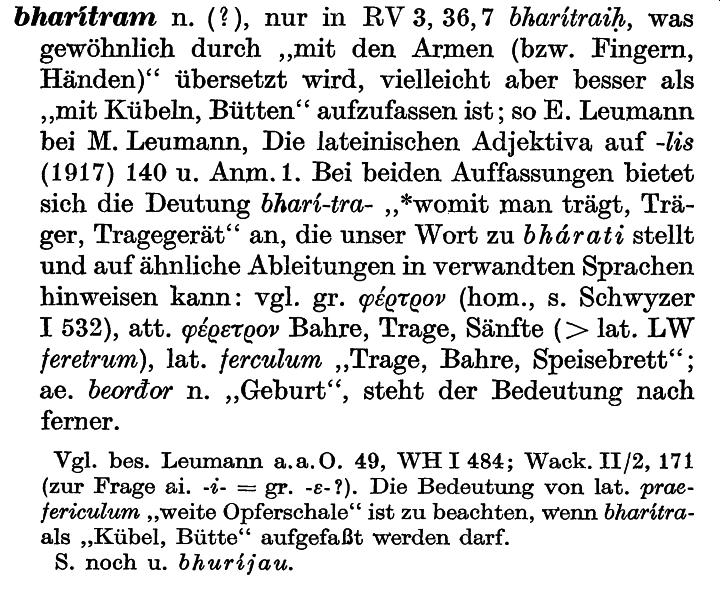 bharítram n. (?), nur in RV 3, 36, 7 bharítraiḥ, was
gewöhnlich durch „mit den Armen (bzw. Fingern,
Händen)“ übersetzt wird, vielleicht aber besser als
„mit Kübeln, Bütten“ aufzufassen ist; so E. Leumann
bei M. Leumann, Die lateinischen Adjektiva auf -lis
(1917) 140 u. Anm. 1. Bei beiden Auffassungen bietet
sich die Deutung bharí-tra- „*womit man trägt, Trä-
ger, Tragegerät“ an, die unser Wort zu bhárati stellt
und auf ähnliche Ableitungen in verwandten Sprachen
hinweisen kann: vgl. gr. φέρτρον (hom., s. Schwyzer
I 532), att. φέρετρον Bahre, Trage, Sänfte (> lat. LW
feretrum), lat. ferculum „Trage, Bahre, Speisebrett“;
ae. beorđor n. „Geburt“, steht der Bedeutung nach
ferner.
Vgl. bes. Leumann a.a.O. 49, WH I 484; Wack. II/2, 171
(zur Frage ai. -i- = gr. -ε-?). Die Bedeutung von lat. prae-
fericulum „weite Opferschale“ ist zu beachten, wenn bharítra-
als „Kübel, Bütte“ aufgefaßt werden darf.
S. noch u. bhuríjau.